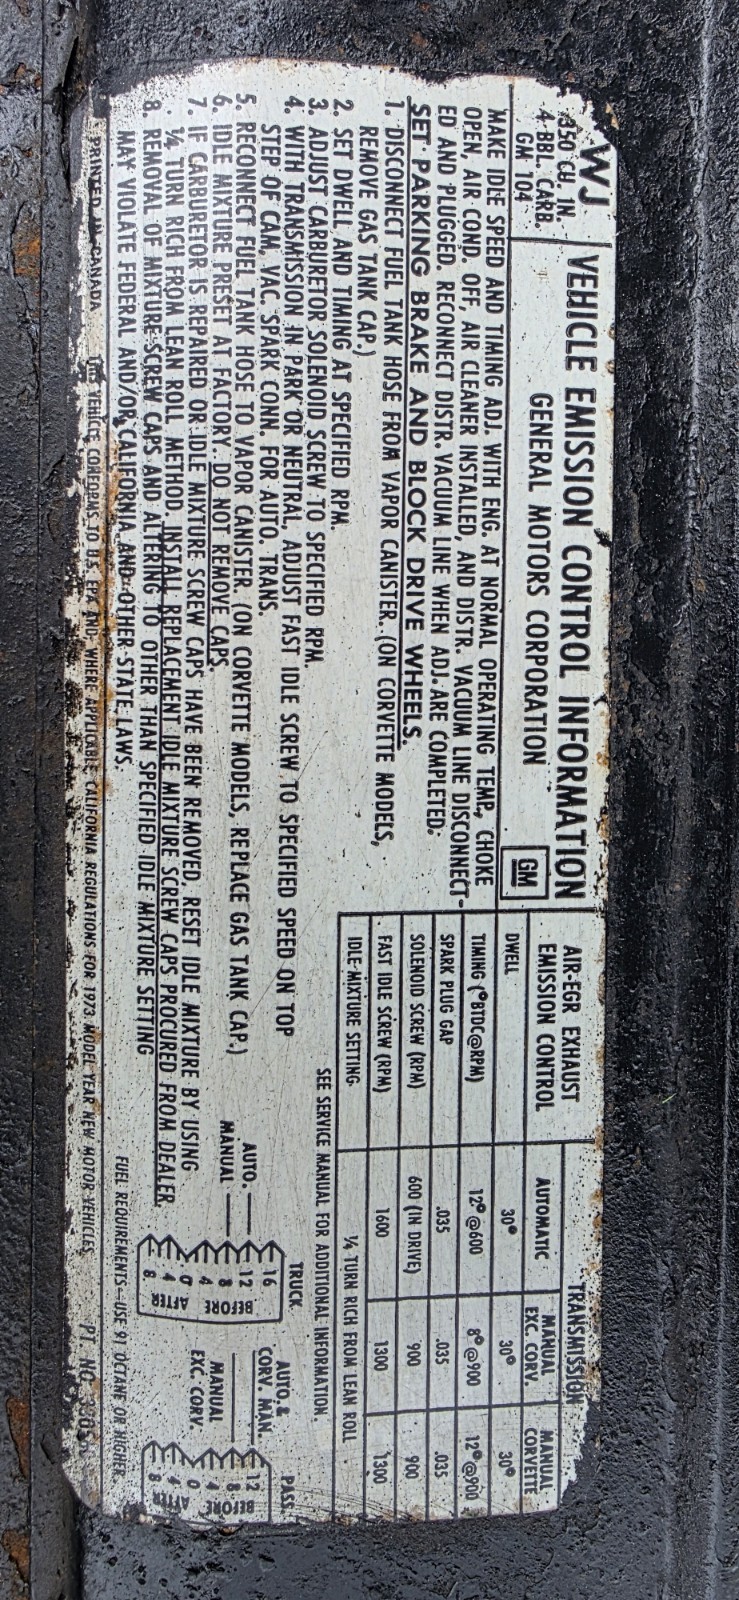 WJ
350 CU. IN.
4-BBL. CARB.
GM 104
VEHICLE EMISSION CONTROL INFORMATION
GENERAL MOTORS CORPORATION
GM
MAKE IDLE SPEED AND TIMING ADJ. WITH ENG. AT NORMAL OPERATING TEMP., CHOKE
OPEN, AIR COND. OFF, AIR CLEANER INSTALLED, AND DISTR. VACUUM LINE DISCONNECT-
ED AND PLUGGED. RECONNECT DISTR. VACUUM LINE WHEN ADJ. ARE COMPLETED.
SET PARKING BRAKE AND BLOCK DRIVE WHEELS.
1. DISCONNECT FUEL TANK HOSE FROM VAPOR CANISTER. (ON CORVETTE MODELS,
REMOVE GAS TANK CAP.)
2. SET DWELL AND TIMING AT SPECIFIED RPM.
3. ADJUST CARBURETOR SOLENOID SCREW TO SPECIFIED RPM.
4. WITH TRANSMISSION IN PARK OR NEUTRAL, ADJUST FAST IDLE SCREW TO SPECIFIED SPEED ON TOP
STEP OF CAM, VAC. SPARK CONN. FOR AUTO. TRANS.
5. RECONNECT FUEL TANK HOSE TO VAPOR CANISTER. (ON CORVETTE MODELS, REPLACE GAS TANK CAP.)
6. IDLE MIXTURE PRESET AT FACTORY. DO NOT REMOVE CAPS.
7. IF CARBURETOR IS REPAIRED OR IDLE MIXTURE SCREW CAPS HAVE BEEN REMOVED, RESET IDLE MIXTURE BY USING
¼ TURN RICH FROM LEAN ROLL METHOD. INSTALL REPLACEMENT IDLE MIXTURE SCREW CAPS PROCURED FROM DEALER.
8. REMOVAL OF MIXTURE SCREW CAPS AND ALTERING TO OTHER THAN SPECIFIED IDLE MIXTURE SETTING
MAY VIOLATE FEDERAL AND/OR CALIFORNIA AND OTHER STATE LAWS.
AIR-EGR EXHAUST
EMISSION CONTROL
TRANSMISSION
AUTOMATIC
MANUAL
EXC. CORV.
MANUAL
CORVETTE
DWELL 30° 30° 30°
TIMING (°BTDC@RPM) 12°@600 8°@900 12°@900
SPARK PLUG GAP .035 .035 .035
SOLENOID SCREW (RPM) 600 (IN DRIVE) 900 900
FAST IDLE SCREW (RPM) 1600 1300 1300
IDLE MIXTURE SETTING ¼ TURN RICH FROM LEAN ROLL
SEE SERVICE MANUAL FOR ADDITIONAL INFORMATION.
AUTO.
MANUAL
TRUCK
16
12
8
4
0
4
8
BEFORE
AFTER
AUTO. &
CORV. MAN.
MANUAL
EXC. CORV.
PASS.
12
8
4
0
4
8
BEFORE
AFTER
FUEL REQUIREMENTS—USE 91 OCTANE OR HIGHER
PRINTED IN CANADA
VEHICLE CONFORMS TO U.S. EPA AND, WHERE APPLICABLE CALIFORNIA REGULATIONS FOR 1973 MODEL YEAR NEW MOTOR VEHICLES.
PT. NO.